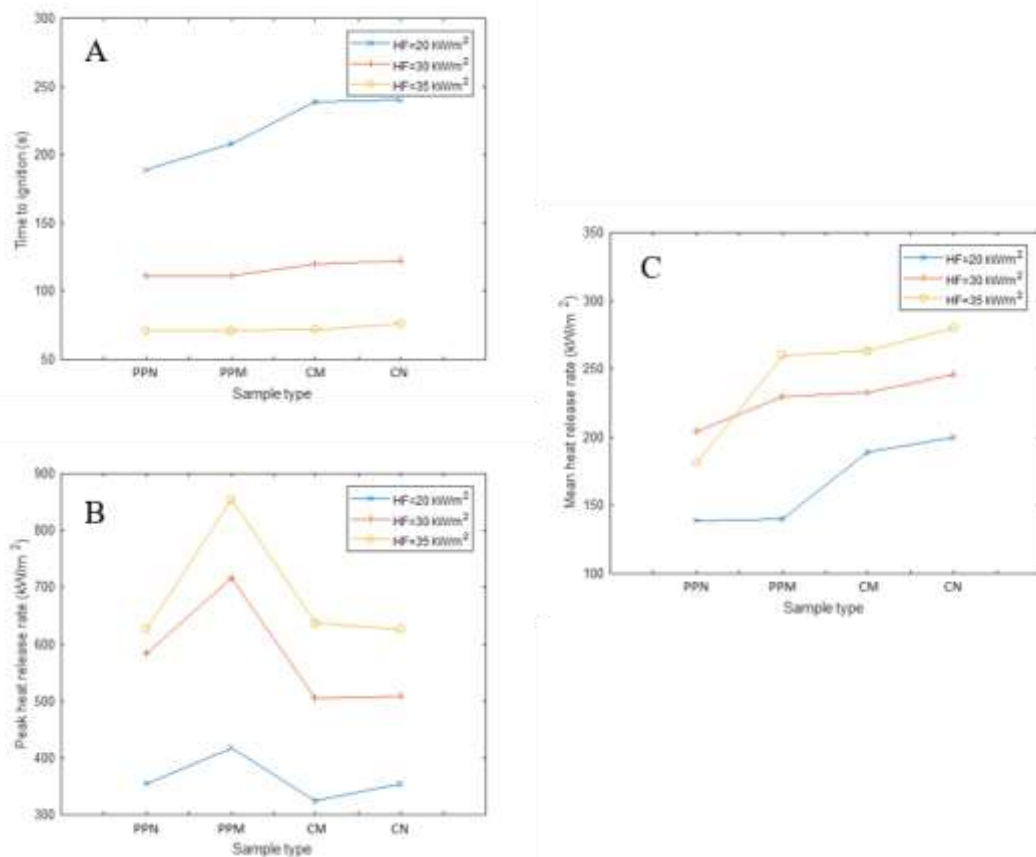 A
300
250
200
150
100
50
Time to ignition (s)
HF=20 kW/m²
HF=30 kW/m²
HF=35 kW/m²
PPN PPM CM CN
Sample type
B
900
800
700
600
500
400
300
Peak heat release rate (kW/m ²)
HF=20 kW/m²
HF=30 kW/m²
HF=35 kW/m²
PPN PPM CM CN
Sample type
C
350
300
250
200
150
100
Mean heat release rate (kW/m ²)
HF=20 kW/m²
HF=30 kW/m²
HF=35 kW/m²
PPN PPM CM CN
Sample type